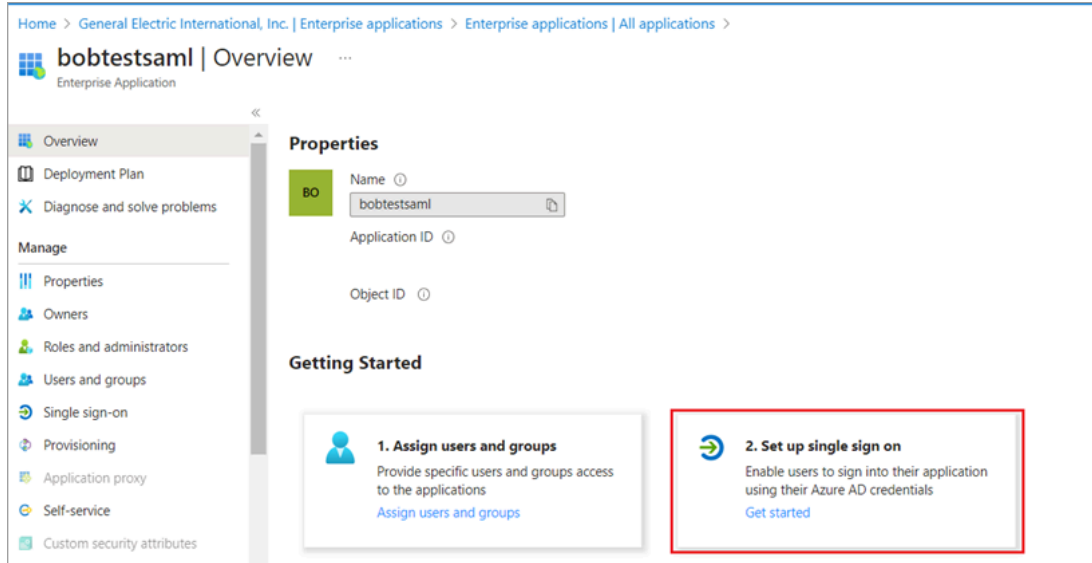 Home > General Electric International, Inc. | Enterprise applications > Enterprise applications | All applications >
bobtestsaml | Overview ...
Enterprise Application
«
Overview
Deployment Plan
Diagnose and solve problems
Manage
Properties
Owners
Roles and administrators
Users and groups
Single sign-on
Provisioning
Application proxy
Self-service
Custom security attributes
Properties
BO
Name
bobtestsaml
Application ID
Object ID
Getting Started
1. Assign users and groups
Provide specific users and groups access
to the applications
Assign users and groups
2. Set up single sign on
Enable users to sign into their application
using their Azure AD credentials
Get started